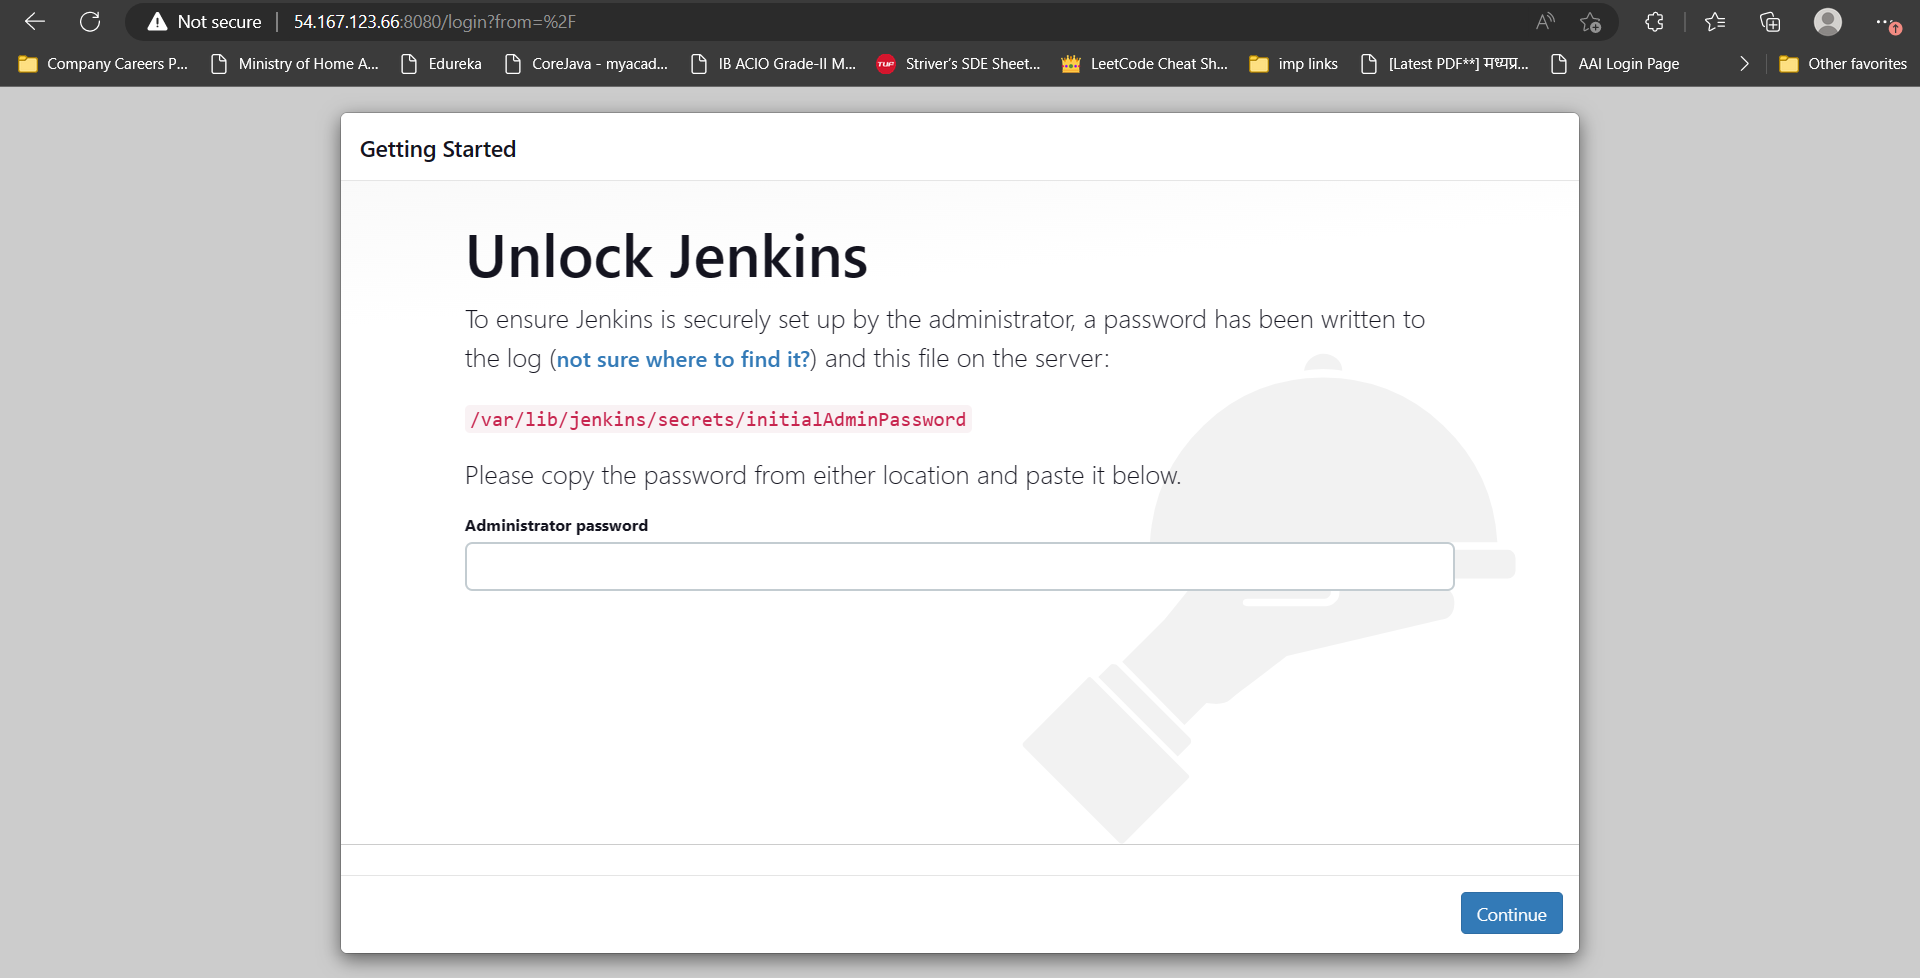 Not secure | 54.167.123.66:8080/login?from=%2F
Company Careers P... Ministry of Home A... Edureka CoreJava - myacad... IB ACIO Grade-II M... TUF Striver's SDE Sheet... LeetCode Cheat Sh... imp links [Latest PDF**] मध्यप्र... AAI Login Page Other favorites
Getting Started
Unlock Jenkins
To ensure Jenkins is securely set up by the administrator, a password has been written to
the log (not sure where to find it?) and this file on the server:
/var/lib/jenkins/secrets/initialAdminPassword
Please copy the password from either location and paste it below.
Administrator password
Continue